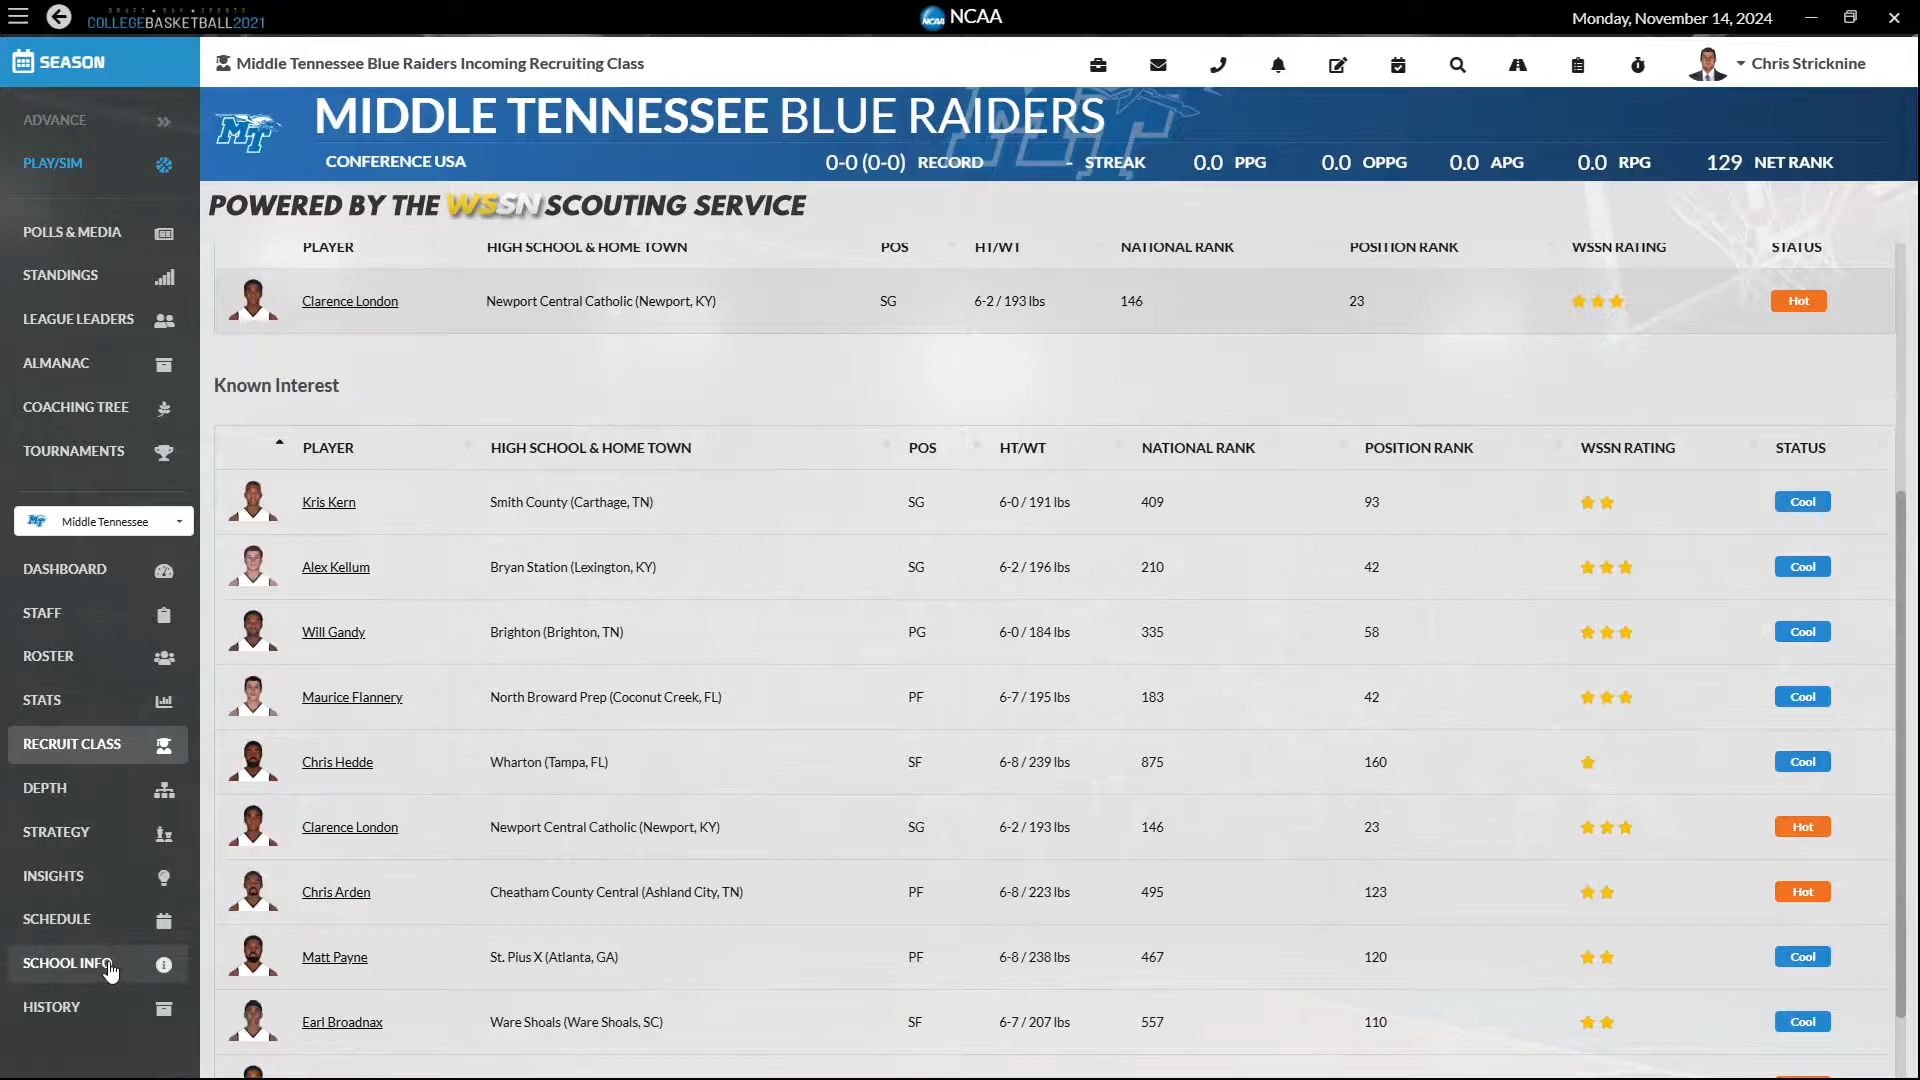 DRAFT DAY SPORTS
COLLEGEBASKETBALL2021
NCAA
NCAA
Monday, November 14, 2024
SEASON
Middle Tennessee Blue Raiders Incoming Recruiting Class
Chris Stricknine
MT
MIDDLE TENNESSEE BLUE RAIDERS
CONFERENCE USA
0-0 (0-0) RECORD
- STREAK
0.0 PPG
0.0 OPPG
0.0 APG
0.0 RPG
129 NET RANK
ADVANCE
PLAY/SIM
POLLS & MEDIA
STANDINGS
LEAGUE LEADERS
ALMANAC
COACHING TREE
TOURNAMENTS
MT Middle Tennessee
DASHBOARD
STAFF
ROSTER
STATS
RECRUIT CLASS
DEPTH
STRATEGY
INSIGHTS
SCHEDULE
SCHOOL INFO
HISTORY
POWERED BY THE WSSN SCOUTING SERVICE
PLAYER HIGH SCHOOL & HOME TOWN POS HT/WT NATIONAL RANK POSITION RANK WSSN RATING STATUS
Clarence London Newport Central Catholic (Newport, KY) SG 6-2 / 193 lbs 146 23 Hot
Known Interest
PLAYER HIGH SCHOOL & HOME TOWN POS HT/WT NATIONAL RANK POSITION RANK WSSN RATING STATUS
Kris Kern Smith County (Carthage, TN) SG 6-0 / 191 lbs 409 93 Cool
Alex Kellum Bryan Station (Lexington, KY) SG 6-2 / 196 lbs 210 42 Cool
Will Gandy Brighton (Brighton, TN) PG 6-0 / 184 lbs 335 58 Cool
Maurice Flannery North Broward Prep (Coconut Creek, FL) PF 6-7 / 195 lbs 183 42 Cool
Chris Hedde Wharton (Tampa, FL) SF 6-8 / 239 lbs 875 160 Cool
Clarence London Newport Central Catholic (Newport, KY) SG 6-2 / 193 lbs 146 23 Hot
Chris Arden Cheatham County Central (Ashland City, TN) PF 6-8 / 223 lbs 495 123 Hot
Matt Payne St. Pius X (Atlanta, GA) PF 6-8 / 238 lbs 467 120 Cool
Earl Broadnax Ware Shoals (Ware Shoals, SC) SF 6-7 / 207 lbs 557 110 Cool